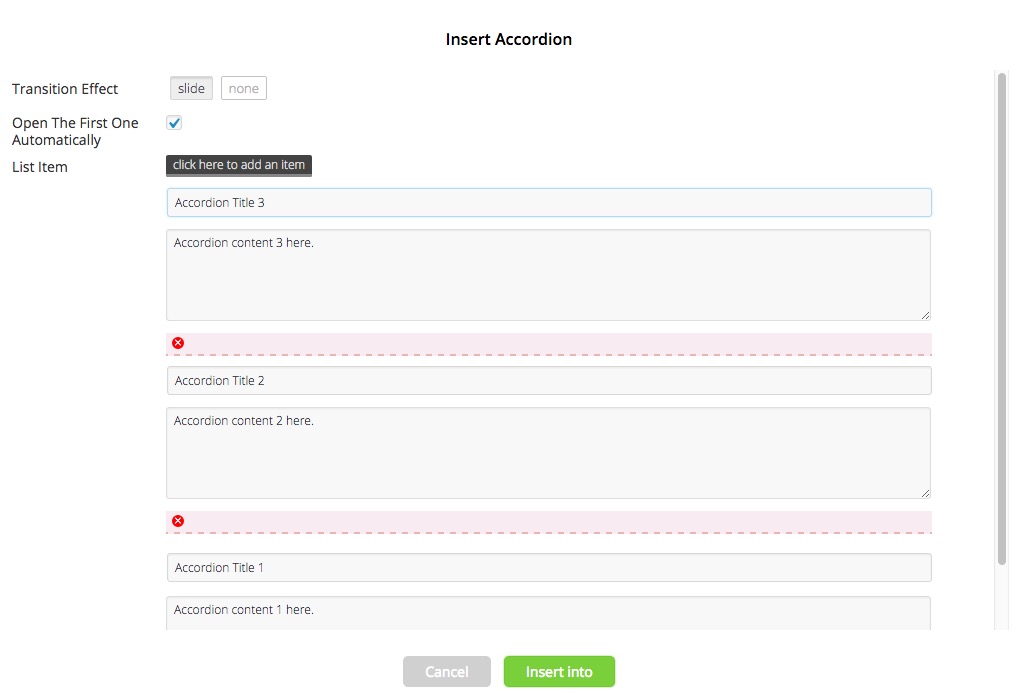 Insert Accordion
Transition Effect
slide
none
Open The First One
Automatically
List Item
click here to add an item
Accordion Title 3
Accordion content 3 here.
Accordion Title 2
Accordion content 2 here.
Accordion Title 1
Accordion content 1 here.
Cancel
Insert into